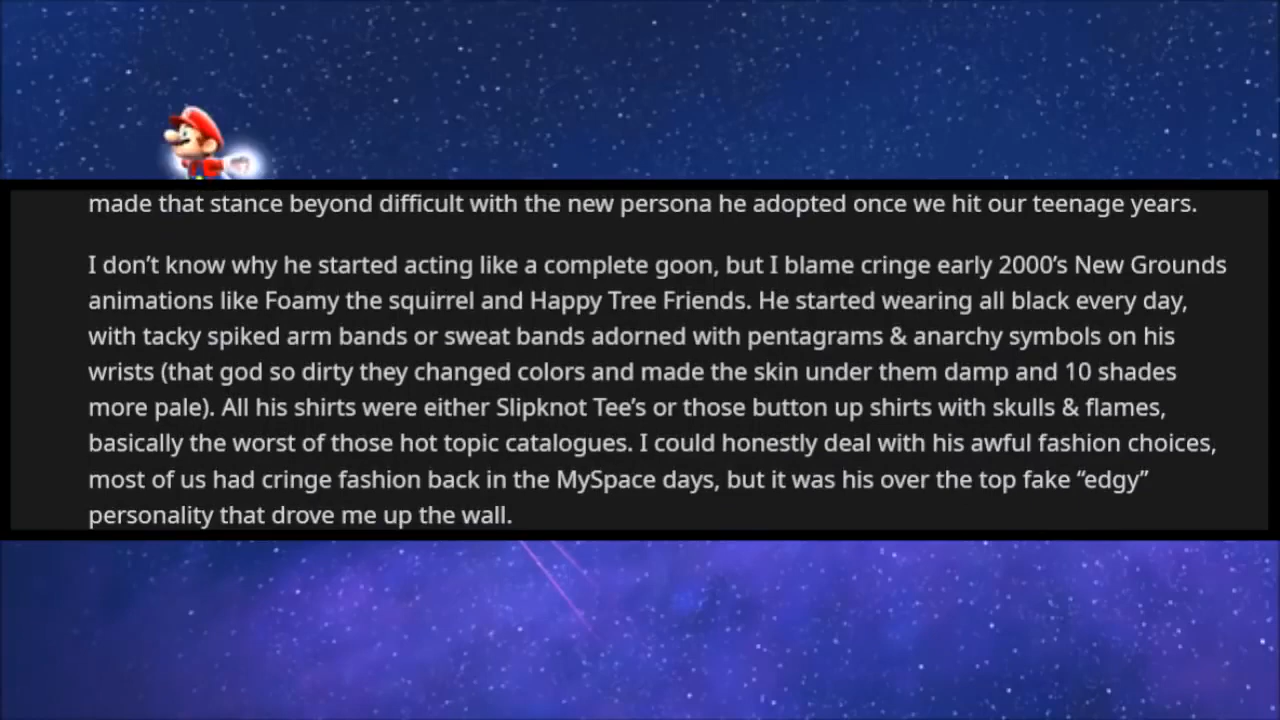 made that stance beyond difficult with the new persona he adopted once we hit our teenage years.
I don’t know why he started acting like a complete goon, but I blame cringe early 2000’s New Grounds
animations like Foamy the squirrel and Happy Tree Friends. He started wearing all black every day,
with tacky spiked arm bands or sweat bands adorned with pentagrams & anarchy symbols on his
wrists (that god so dirty they changed colors and made the skin under them damp and 10 shades
more pale). All his shirts were either Slipknot Tee’s or those button up shirts with skulls & flames,
basically the worst of those hot topic catalogues. I could honestly deal with his awful fashion choices,
most of us had cringe fashion back in the MySpace days, but it was his over the top fake “edgy”
personality that drove me up the wall.